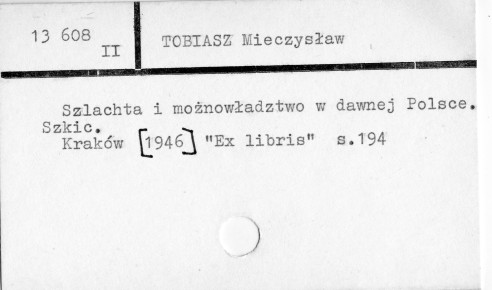 13 608
II
TOBIASZ Mieczysław
Szlachta i możnowładztwo w dawnej Polsce.
Szkic.
Kraków [1946] "Ex libris" s.194